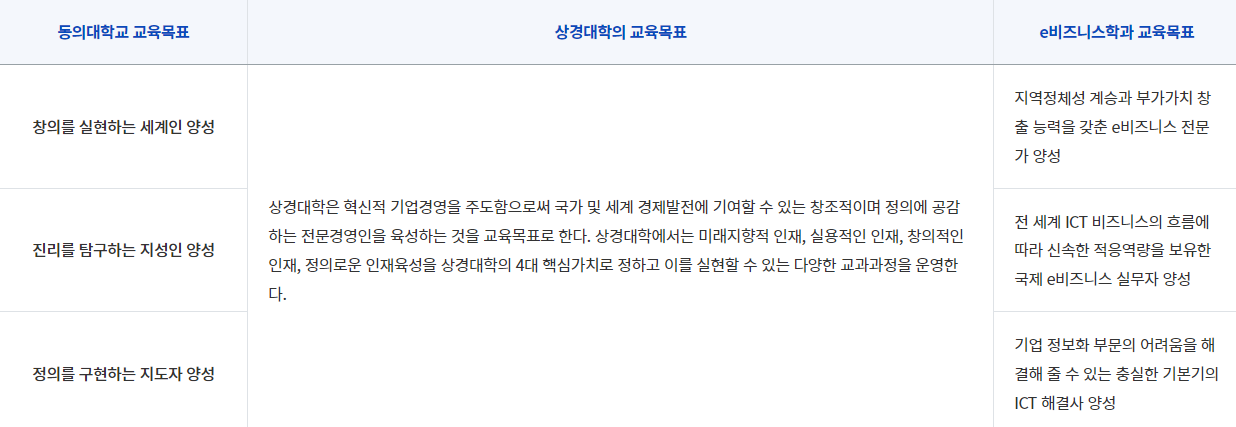 동의대학교 교육목표
상경대학의 교육목표
e비즈니스학과 교육목표
창의를 실현하는 세계인 양성
진리를 탐구하는 지성인 양성
정의를 구현하는 지도자 양성
상경대학은 혁신적 기업경영을 주도함으로써 국가 및 세계 경제발전에 기여할 수 있는 창조적이며 정의에 공감
하는 전문경영인을 육성하는 것을 교육목표로 한다. 상경대학에서는 미래지향적 인재, 실용적인 인재, 창의적인
인재, 정의로운 인재육성을 상경대학의 4대 핵심가치로 정하고 이를 실현할 수 있는 다양한 교과과정을 운영한
다.
지역정체성 계승과 부가가치 창
출 능력을 갖춘 e비즈니스 전문
가 양성
전 세계 ICT 비즈니스의 흐름에
따라 신속한 적응역량을 보유한
국제 e비즈니스 실무자 양성
기업 정보화 부문의 어려움을 해
결해 줄 수 있는 충실한 기본기의
ICT 해결사 양성